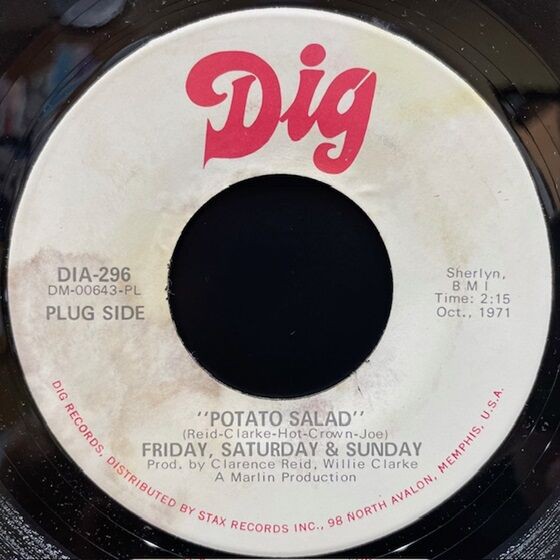 Dig
DIA-296
DM-00643-PL
PLUG SIDE
Sherlyn,
BMI
Time: 2:15
Oct., 1971
"POTATO SALAD"
(Reid-Clarke-Hot-Crown-Joe)
FRIDAY, SATURDAY & SUNDAY
Prod. by Clarence Reid, Willie Clarke
A Marlin Production
DIG RECORDS, DISTRIBUTED BY STAX RECORDS INC., 98 NORTH AVALON, MEMPHIS, U.S.A.